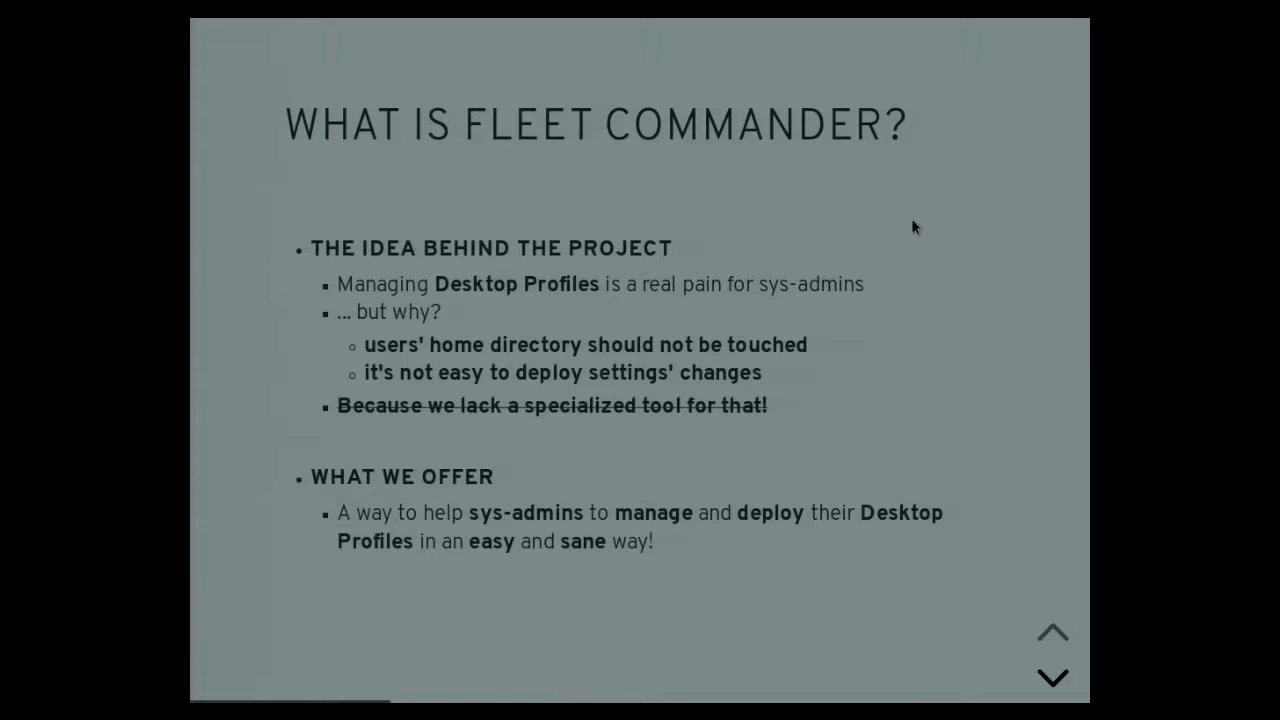 WHAT IS FLEET COMMANDER?
THE IDEA BEHIND THE PROJECT
Managing Desktop Profiles is a real pain for sys-admins
... but why?
users' home directory should not be touched
it's not easy to deploy settings' changes
Because we lack a specialized tool for that!
WHAT WE OFFER
A way to help sys-admins to manage and deploy their Desktop
Profiles in an easy and sane way!